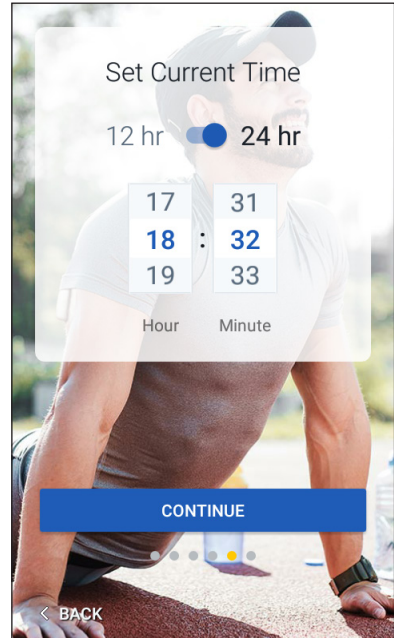 Set Current Time
12 hr 24 hr
17 31
18 : 32
19 33
Hour Minute
CONTINUE
< BACK